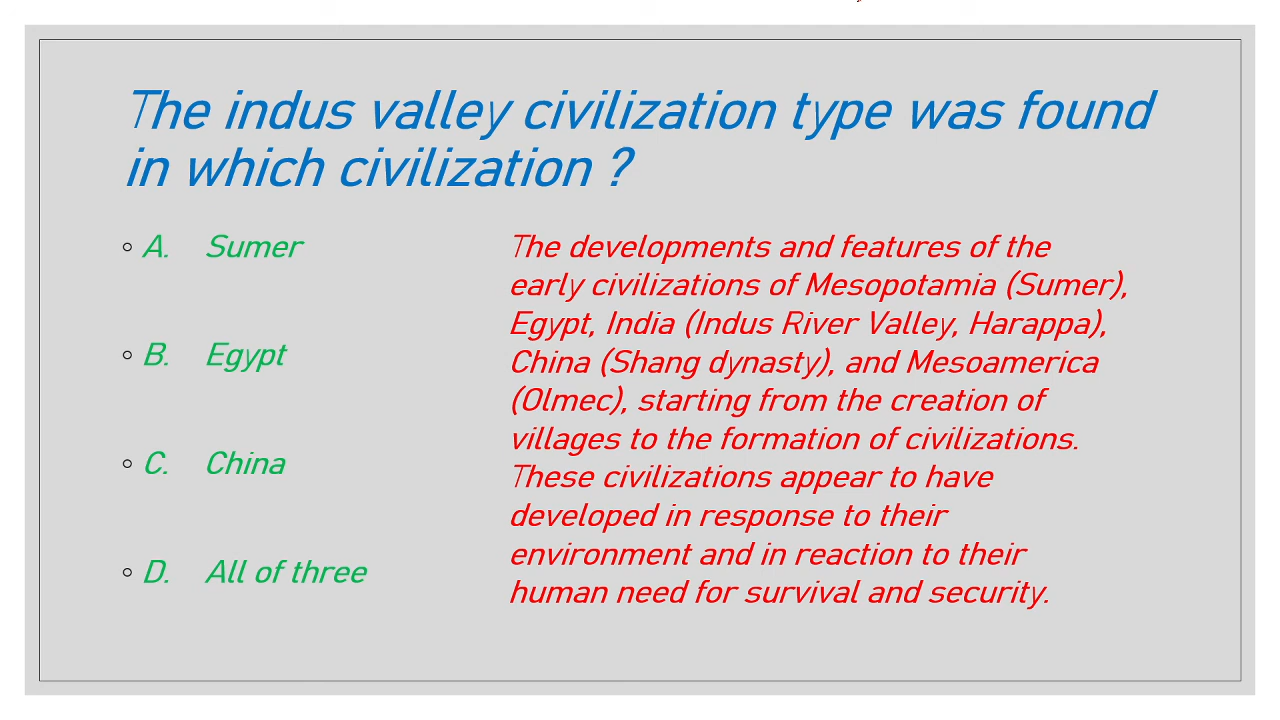 The indus valley civilization type was found
in which civilization ?
A. Sumer
B. Egypt
C. China
D. All of three
The developments and features of the
early civilizations of Mesopotamia (Sumer),
Egypt, India (Indus River Valley, Harappa),
China (Shang dynasty), and Mesoamerica
(Olmec), starting from the creation of
villages to the formation of civilizations.
These civilizations appear to have
developed in response to their
environment and in reaction to their
human need for survival and security.